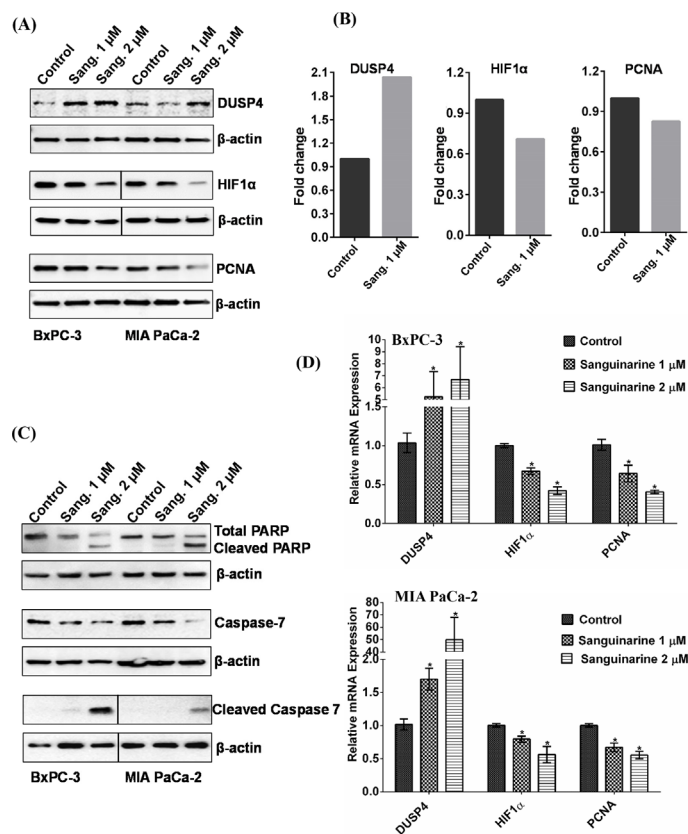 (A)
Control
Sang. 1 μM
Sang. 2 μM
Control
Sang. 1 μM
Sang. 2 μM
DUSP4
β-actin
HIF1α
β-actin
PCNA
β-actin
BxPC-3 MIA PaCa-2
(B)
DUSP4
Fold change
2.1
1.8
1.5
1.2
0.9
0.6
0.3
0.0
Control
Sang. 1 μM
HIF1α
Fold change
1.2
0.9
0.6
0.3
0.0
Control
Sang. 1 μM
PCNA
Fold change
1.2
0.9
0.6
0.3
0.0
Control
Sang. 1 μM
(C)
Control
Sang. 1 μM
Sang. 2 μM
Control
Sang. 1 μM
Sang. 2 μM
Total PARP
Cleaved PARP
β-actin
Caspase-7
β-actin
Cleaved Caspase 7
β-actin
BxPC-3 MIA PaCa-2
(D)
BxPC-3
Relative mRNA Expression
10
9
8
7
6
5
1.5
1.0
0.5
0.0
* * * * * *
Control
Sanguinarine 1 μM
Sanguinarine 2 μM
DUSP4
HIF1α
PCNA
MIA PaCa-2
Relative mRNA Expression
80
70
60
50
40
2.0
1.5
1.0
0.5
0.0
* * * * * *
Control
Sanguinarine 1 μM
Sanguinarine 2 μM
DUSP4
HIF1α
PCNA